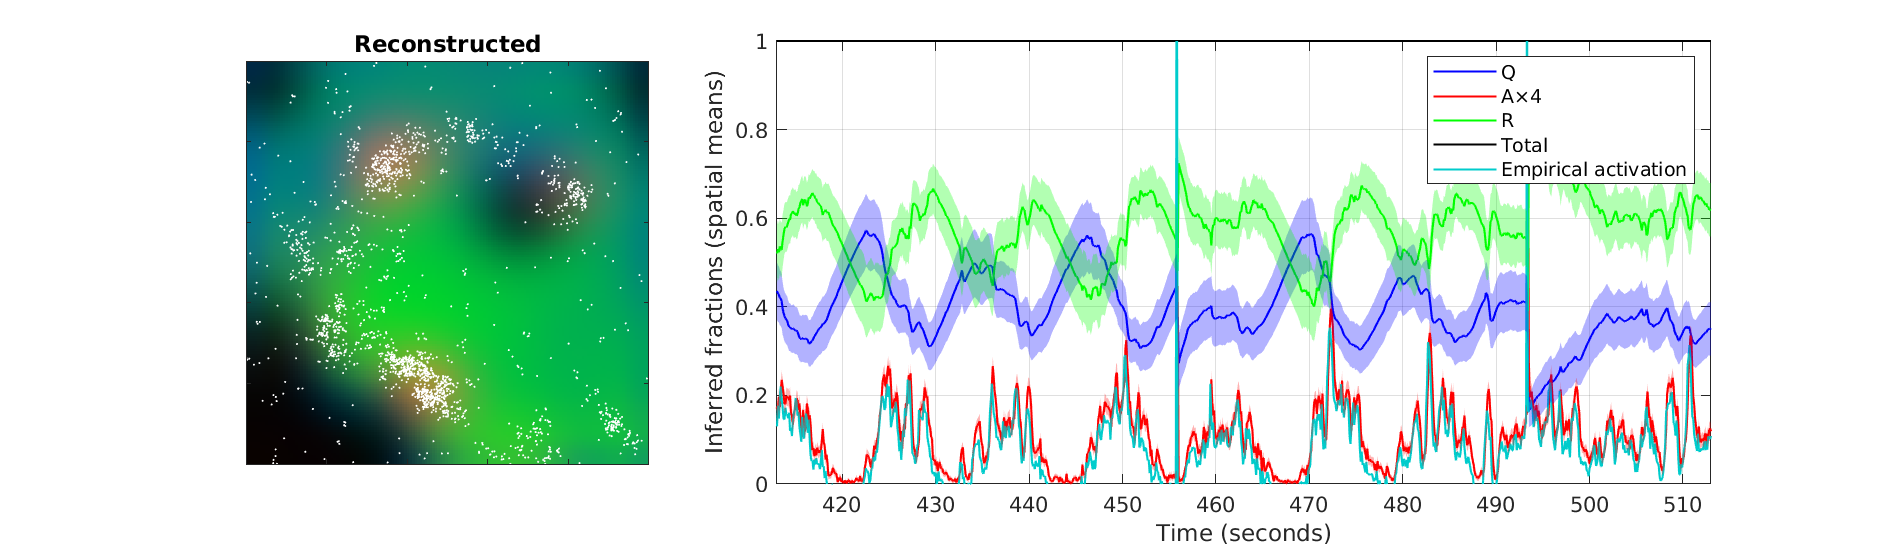 Reconstructed
Inferred fractions (spatial means)
1
0.8
0.6
0.4
0.2
0
Q
A×4
R
Total
Empirical activation
420 430 440 450 460 470 480 490 500 510
Time (seconds)